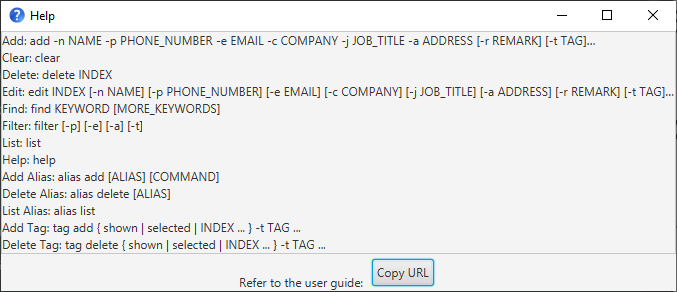 Help
Add: add -n NAME -p PHONE_NUMBER -e EMAIL -c COMPANY -j JOB_TITLE -a ADDRESS [-r REMARK] [-t TAG]...
Clear: clear
Delete: delete INDEX
Edit: edit INDEX [-n NAME] [-p PHONE_NUMBER] [-e EMAIL] [-c COMPANY] [-j JOB_TITLE] [-a ADDRESS] [-r REMARK] [-t TAG]...
Find: find KEYWORD [MORE_KEYWORDS]
Filter: filter [-p] [-e] [-a] [-t]
List: list
Help: help
Add Alias: alias add [ALIAS] [COMMAND]
Delete Alias: alias delete [ALIAS]
List Alias: alias list
Add Tag: tag add { shown | selected | INDEX ... } -t TAG ...
Delete Tag: tag delete { shown | selected | INDEX ... } -t TAG ...
Refer to the user guide: Copy URL